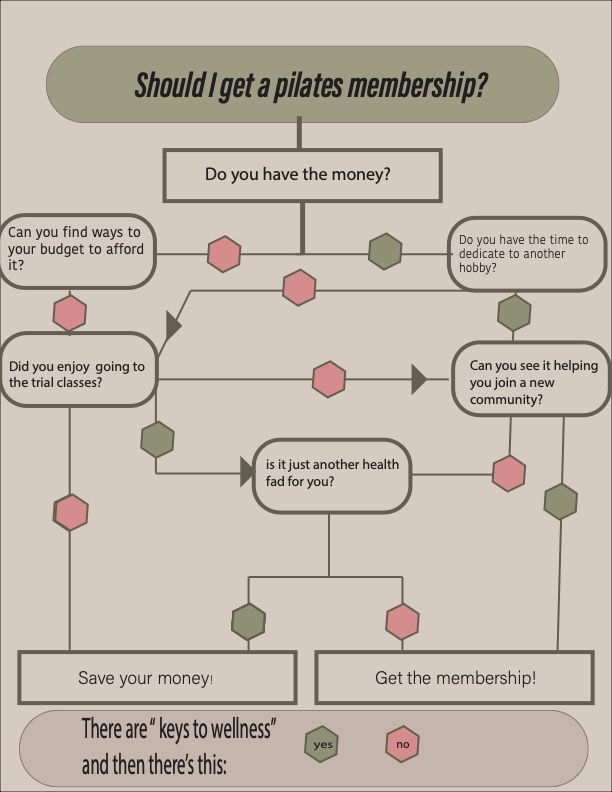 Should I get a pilates membership?
Do you have the money?
Can you find ways to
your budget to afford
it?
Do you have the time to
dedicate to another
hobby?
Did you enjoy going to
the trial classes?
Can you see it helping
you join a new
community?
is it just another health
fad for you?
Save your money!
Get the membership!
There are “ keys to wellness”
and then there’s this:
yes
no